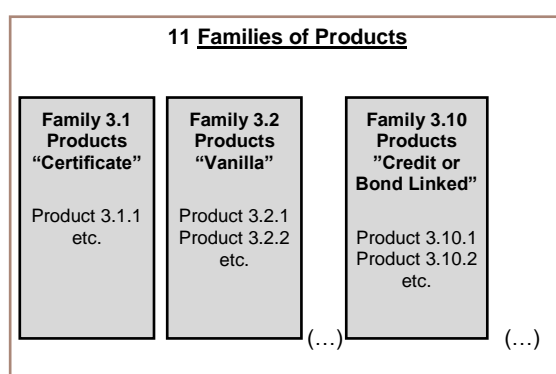 11 Families of Products
Family 3.1
Products
“Certificate”
Product 3.1.1
etc.
Family 3.2
Products
“Vanilla”
Product 3.2.1
Product 3.2.2
etc.
(…)
Family 3.10
Products
”Credit or
Bond Linked”
Product 3.10.1
Product 3.10.2
etc.
(…)